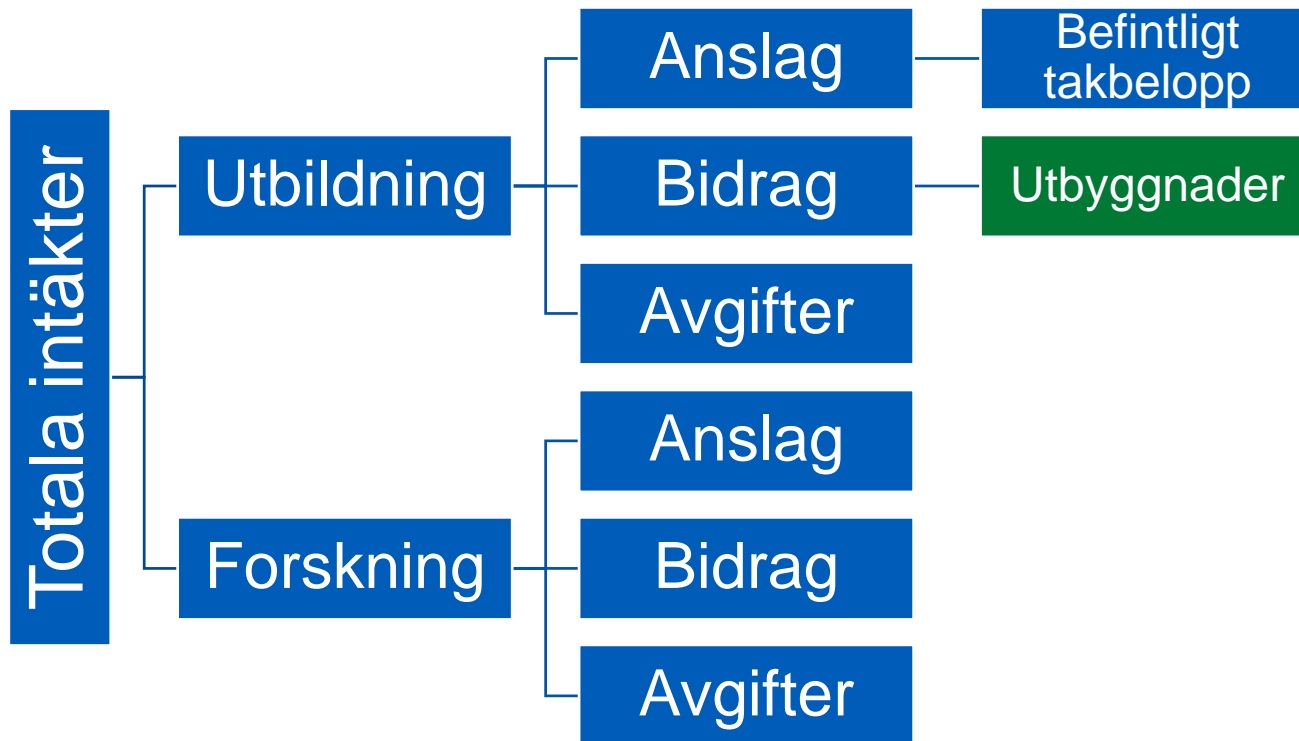 Totala intäkter
Utbildning
Anslag
Befintligt
takbelopp
Bidrag
Utbyggnader
Avgifter
Forskning
Anslag
Bidrag
Avgifter